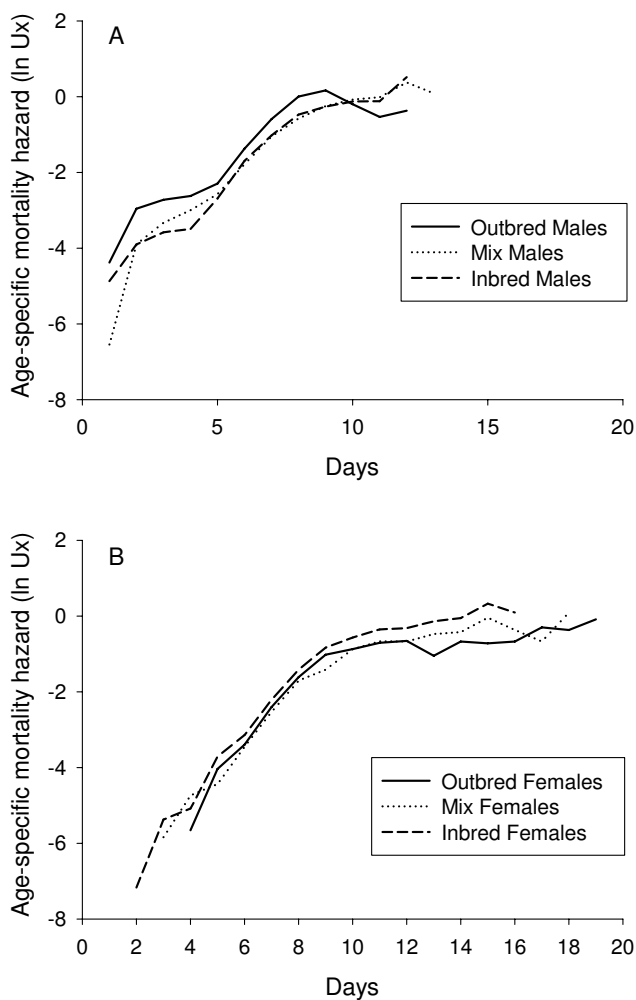 A
Age-specific mortality hazard (ln Ux)
2
0
-2
-4
-6
-8
Outbred Males
Mix Males
Inbred Males
0 5 10 15 20
Days
B
Age-specific mortality hazard (ln Ux)
2
0
-2
-4
-6
-8
Outbred Females
Mix Females
Inbred Females
0 2 4 6 8 10 12 14 16 18 20
Days